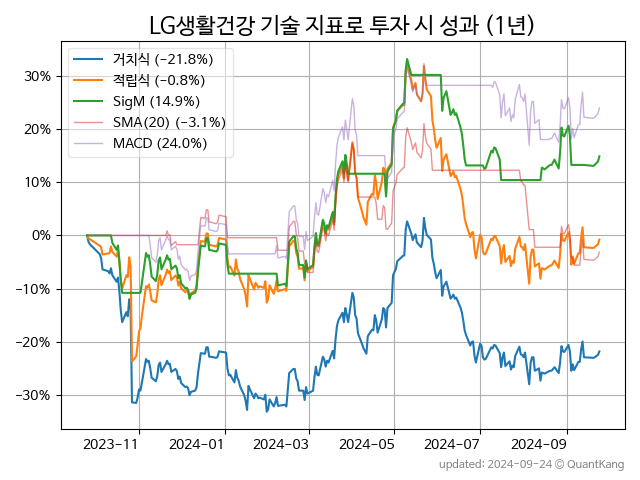 LG생활건강 기술 지표로 투자 시 성과 (1년)
거치식 (−21.8%)
적립식 (−0.8%)
SigM (14.9%)
SMA(20) (−3.1%)
MACD (24.0%)
30%
20%
10%
0%
−10%
−20%
−30%
2023−11 2024−01 2024−03 2024−05 2024−07 2024−09
updated: 2024−09−24 © QuantKang